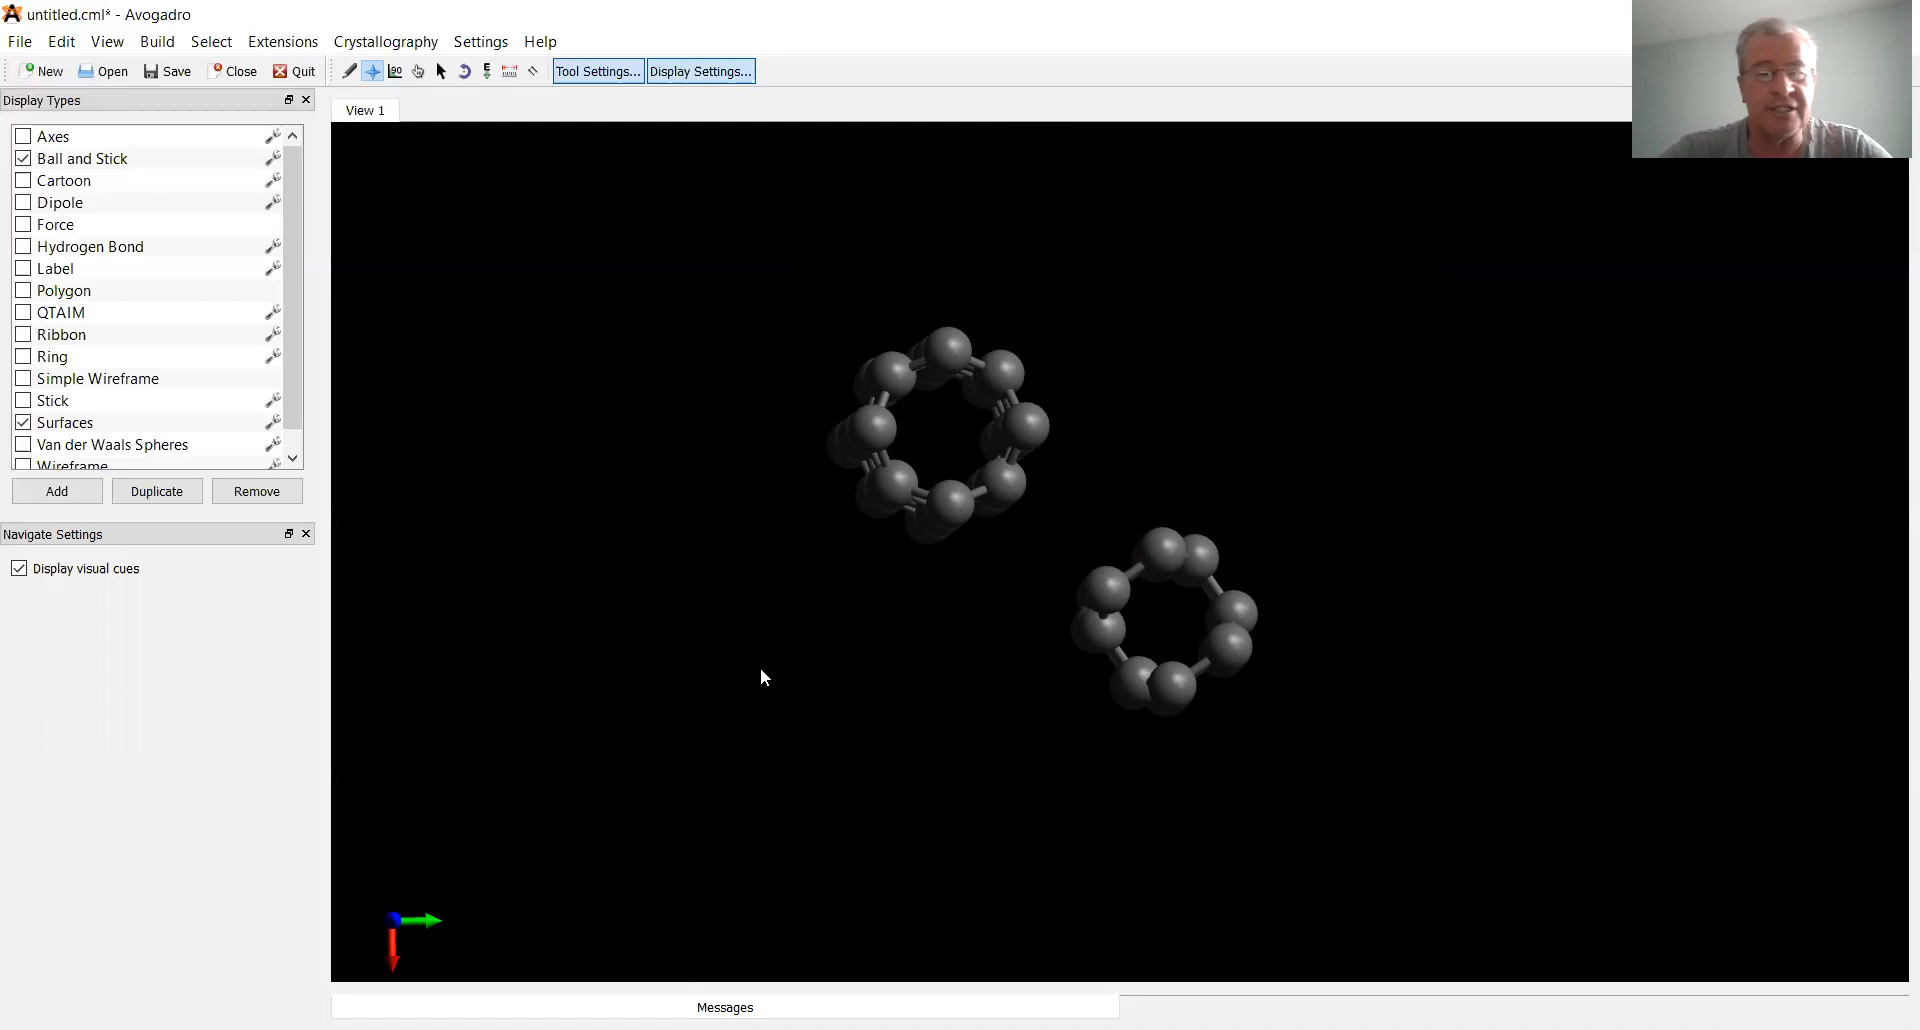 untitled.cml* - Avogadro
File Edit View Build Select Extensions Crystallography Settings Help
New Open Save Close Quit 90 E Tool Settings... Display Settings...
Display Types
View 1
Axes
Ball and Stick
Cartoon
Dipole
Force
Hydrogen Bond
Label
Polygon
QTAIM
Ribbon
Ring
Simple Wireframe
Stick
Surfaces
Van der Waals Spheres
Wireframe
Add Duplicate Remove
Navigate Settings
Display visual cues
Messages